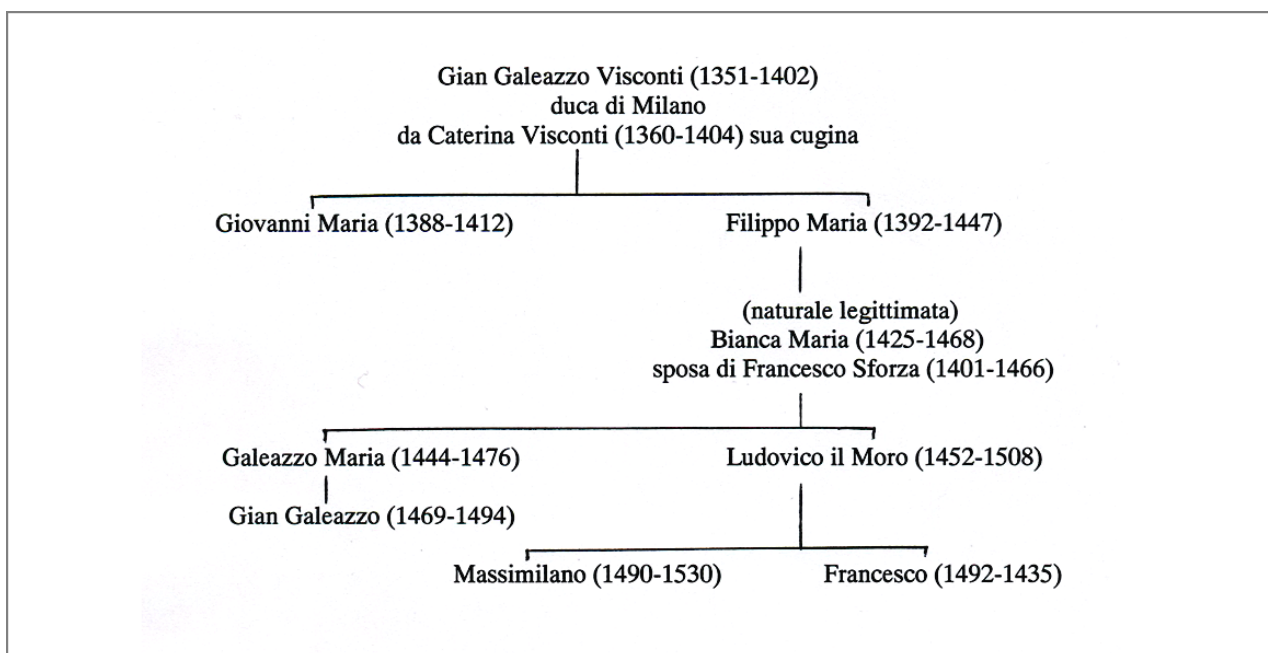 Gian Galeazzo Visconti (1351-1402)
duca di Milano
da Caterina Visconti (1360-1404) sua cugina
Giovanni Maria (1388-1412)
Filippo Maria (1392-1447)
(naturale legittimata)
Bianca Maria (1425-1468)
sposa di Francesco Sforza (1401-1466)
Galeazzo Maria (1444-1476)
Ludovico il Moro (1452-1508)
Gian Galeazzo (1469-1494)
Massimilano (1490-1530)
Francesco (1492-1435)